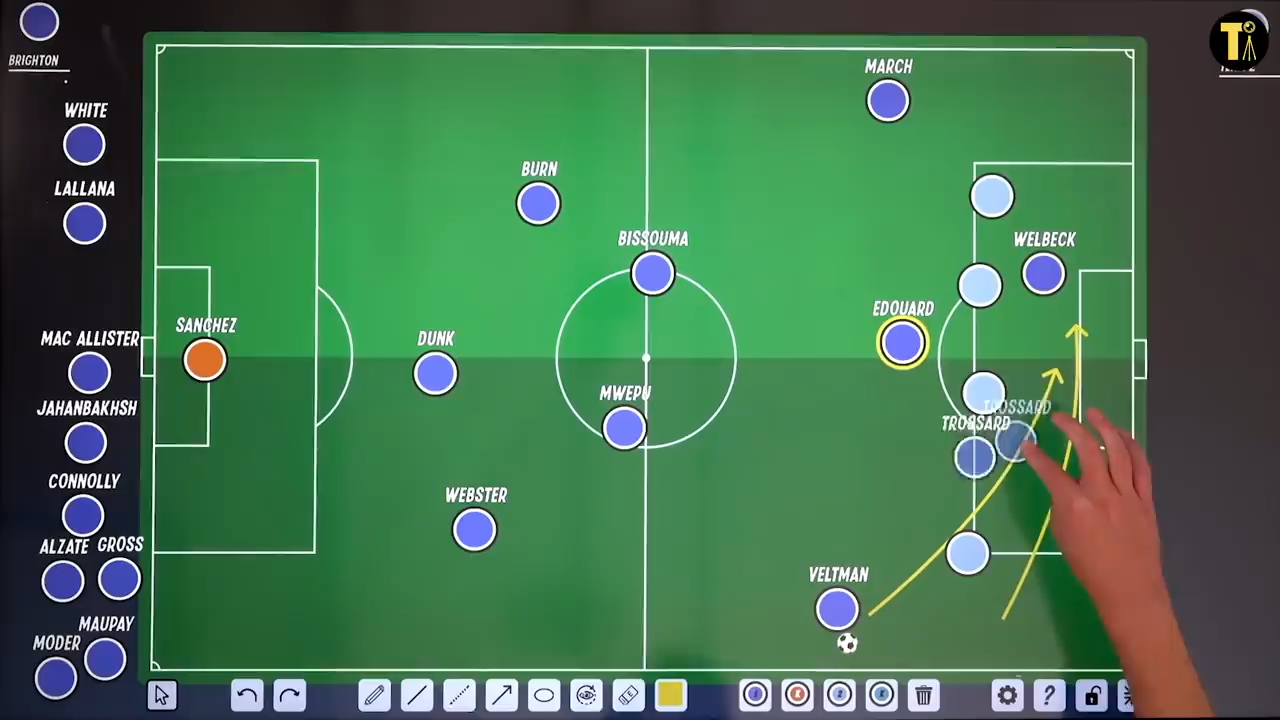 BRIGHTON
WHITE
LALLANA
MAC ALLISTER
JAHANBAKHSH
CONNOLLY
ALZATE
GROSS
MAUPAY
MODER
MARCH
BURN
BISSOUMA
WELBECK
SANCHEZ
DUNK
EDOUARD
MWEPU
TROSSARD
TROSSARD
WEBSTER
VELTMAN
T
?